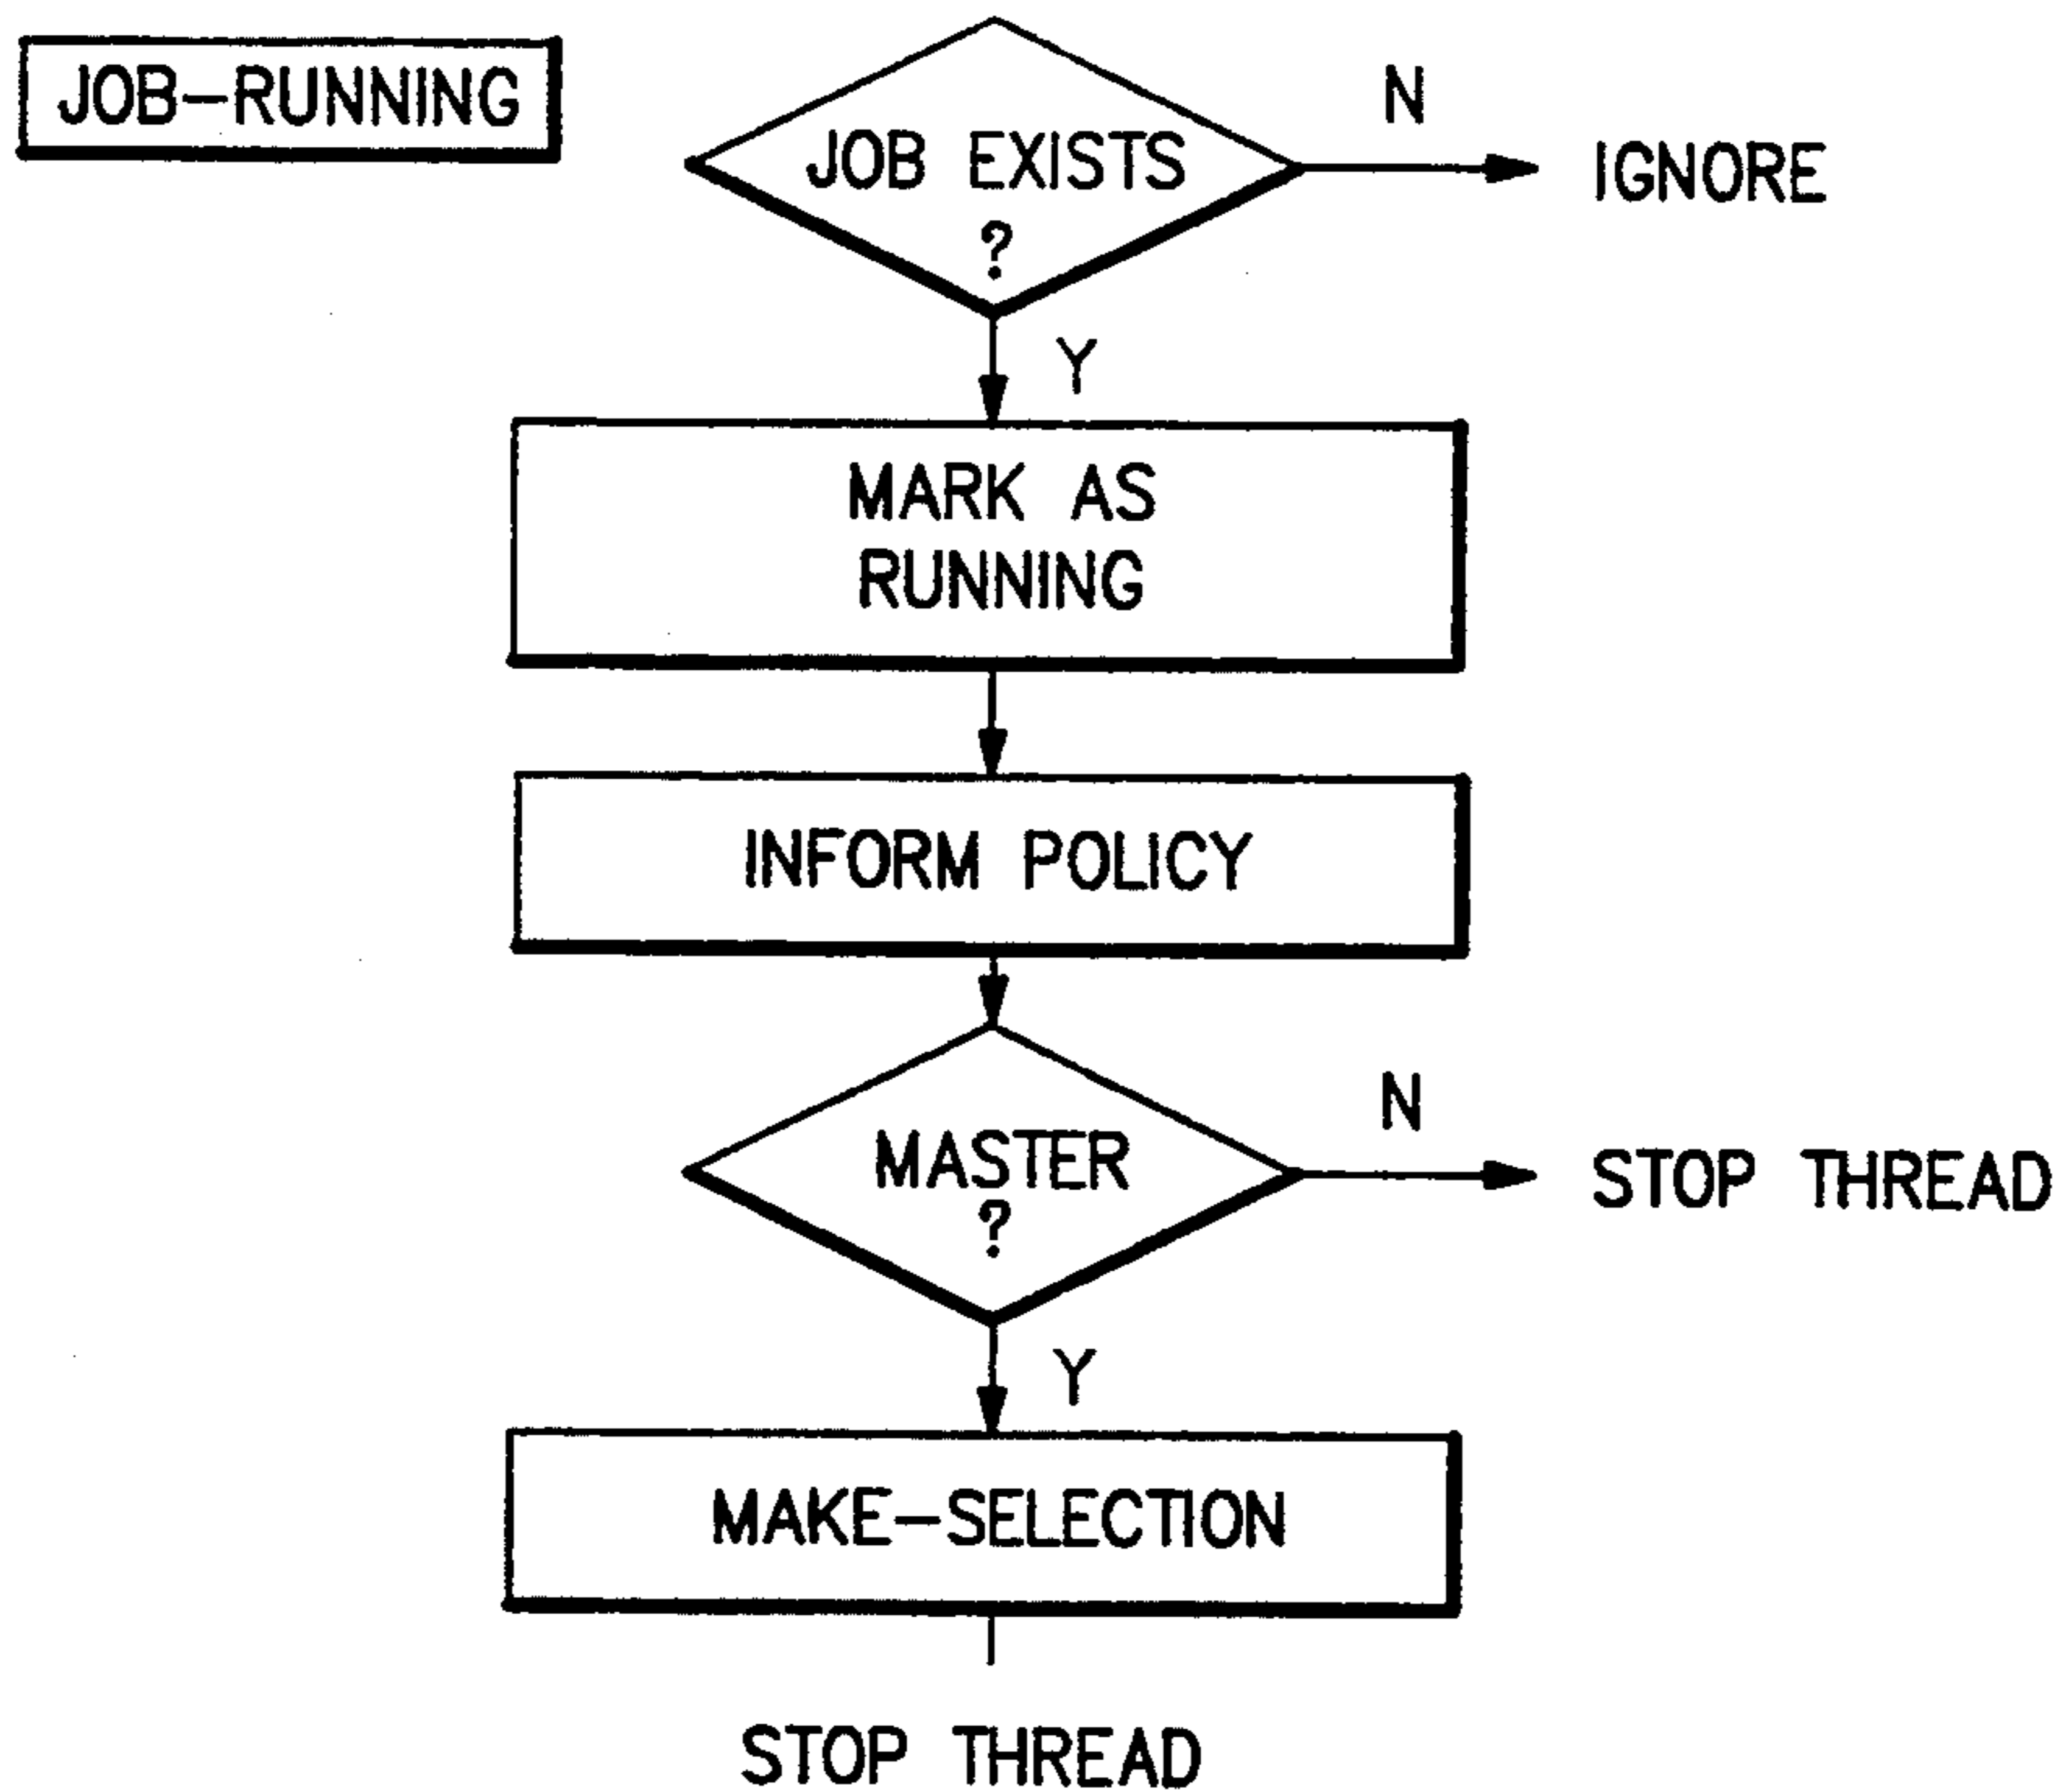 JOB-RUNNING
JOB EXISTS
?
N
IGNORE
Y
MARK AS
RUNNING
INFORM POLICY
MASTER
?
N
STOP THREAD
Y
MAKE-SELECTION
STOP THREAD